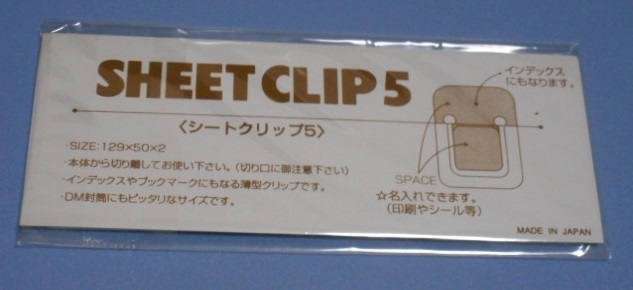 SHEET CLIP 5
〈シートクリップ5〉
・SIZE:129×50×2
・本体から切り離してお使い下さい。(切り口に御注意下さい)
・インデックスやブックマークにもなる薄型クリップです。
・DM封筒にもピッタリなサイズです。
インデックス
にもなります。
SPACE
☆名入れできます。
(印刷やシール等)
MADE IN JAPAN